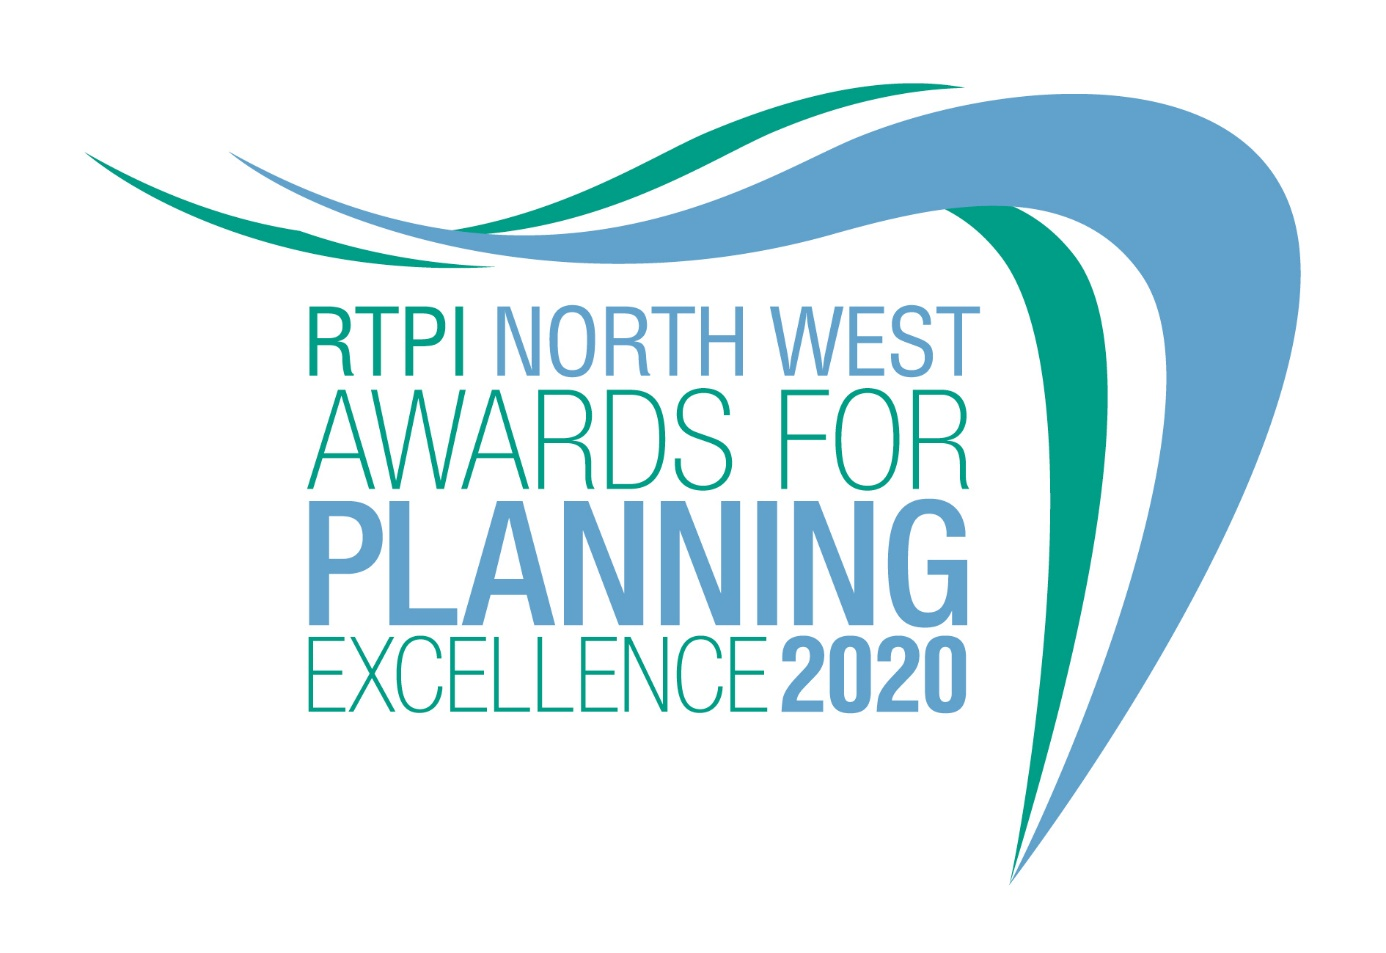 RTPI NORTH WEST
AWARDS FOR
PLANNING
EXCELLENCE 2020